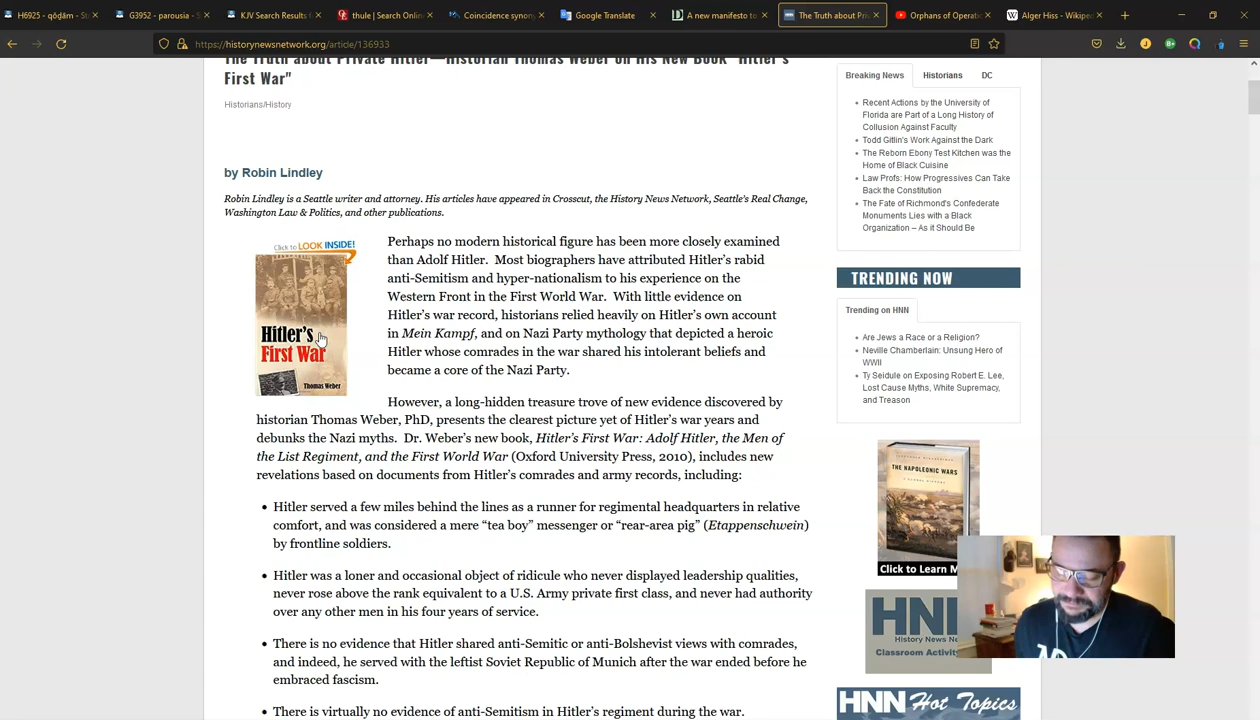 H6925 - qōḏām - St
G3952 - parousia - S
KJV Search Results f
thule | Search Onlin
Coincidence synony
Google Translate
A new manifesto to
The Truth about Priv
Orphans of Operati
Alger Hiss - Wikiped
https://historynewsnetwork.org/article/136933
The Truth about Private Hitler—Historian Thomas Weber on His New Book "Hitler's
First War"
Historians/History
by Robin Lindley
Robin Lindley is a Seattle writer and attorney. His articles have appeared in Crosscut, the History News Network, Seattle's Real Change,
Washington Law & Politics, and other publications.
Click to LOOK INSIDE!
Hitler's
First War
Thomas Weber
Perhaps no modern historical figure has been more closely examined
than Adolf Hitler. Most biographers have attributed Hitler's rabid
anti-Semitism and hyper-nationalism to his experience on the
Western Front in the First World War. With little evidence on
Hitler's war record, historians relied heavily on Hitler's own account
in Mein Kampf, and on Nazi Party mythology that depicted a heroic
Hitler whose comrades in the war shared his intolerant beliefs and
became a core of the Nazi Party.
However, a long-hidden treasure trove of new evidence discovered by
historian Thomas Weber, PhD, presents the clearest picture yet of Hitler's war years and
debunks the Nazi myths. Dr. Weber's new book, Hitler's First War: Adolf Hitler, the Men of
the List Regiment, and the First World War (Oxford University Press, 2010), includes new
revelations based on documents from Hitler's comrades and army records, including:
• Hitler served a few miles behind the lines as a runner for regimental headquarters in relative
comfort, and was considered a mere "tea boy" messenger or "rear-area pig" (Etappenschwein)
by frontline soldiers.
• Hitler was a loner and occasional object of ridicule who never displayed leadership qualities,
never rose above the rank equivalent to a U.S. Army private first class, and never had authority
over any other men in his four years of service.
• There is no evidence that Hitler shared anti-Semitic or anti-Bolshevist views with comrades,
and indeed, he served with the leftist Soviet Republic of Munich after the war ended before he
embraced fascism.
• There is virtually no evidence of anti-Semitism in Hitler's regiment during the war.
Breaking News
Historians
DC
Recent Actions by the University of
Florida are Part of a Long History of
Collusion Against Faculty
Todd Gitlin's Work Against the Dark
The Reborn Ebony Test Kitchen was the
Home of Black Cuisine
Law Profs: How Progressives Can Take
Back the Constitution
The Fate of Richmond's Confederate
Monuments Lies with a Black
Organization – As it Should Be
TRENDING NOW
Trending on HNN
Are Jews a Race or a Religion?
Neville Chamberlain: Unsung Hero of
WWII
Ty Seidule on Exposing Robert E. Lee,
Lost Cause Myths, White Supremacy,
and Treason
THE NAPOLEONIC WARS
Click to Learn M
HNN
History News Ne
Classroom Activity
HNN Hot Topics